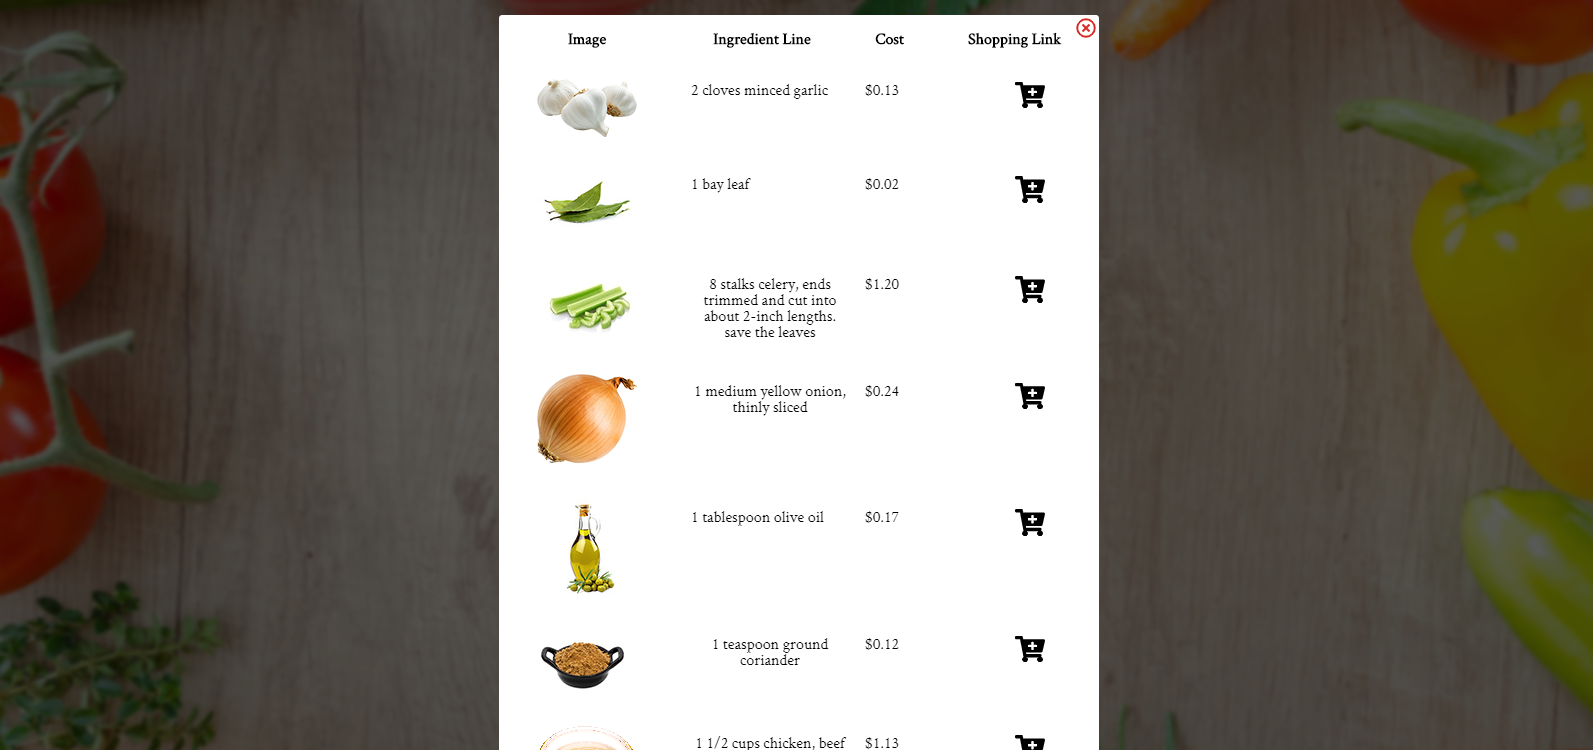 Image Ingredient Line Cost Shopping Link
2 cloves minced garlic $0.13
1 bay leaf $0.02
8 stalks celery, ends $1.20
trimmed and cut into
about 2-inch lengths.
save the leaves
1 medium yellow onion, $0.24
thinly sliced
1 tablespoon olive oil $0.17
1 teaspoon ground $0.12
coriander
1 1/2 cups chicken, beef $1.13